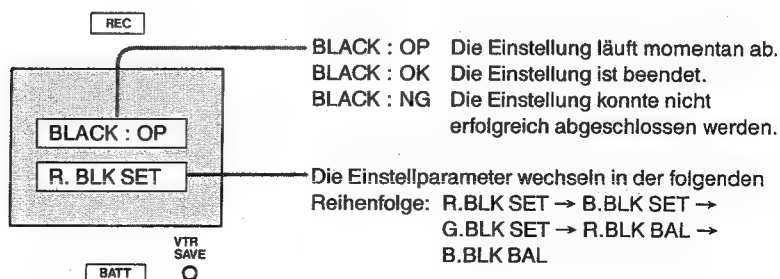 REC
BLACK : OP Die Einstellung läuft momentan ab.
BLACK : OK Die Einstellung ist beendet.
BLACK : NG Die Einstellung konnte nicht
erfolgreich abgeschlossen werden.
BLACK : OP
R. BLK SET
Die Einstellparameter wechseln in der folgenden
Reihenfolge: R.BLK SET → B.BLK SET →
G.BLK SET → R.BLK BAL →
B.BLK BAL
VTR
SAVE
BATT